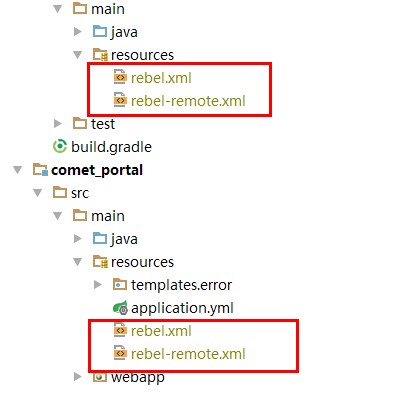 main
java
resources
rebel.xml
rebel-remote.xml
test
build.gradle
comet_portal
src
main
java
resources
templates.error
application.yml
rebel.xml
rebel-remote.xml
webapp